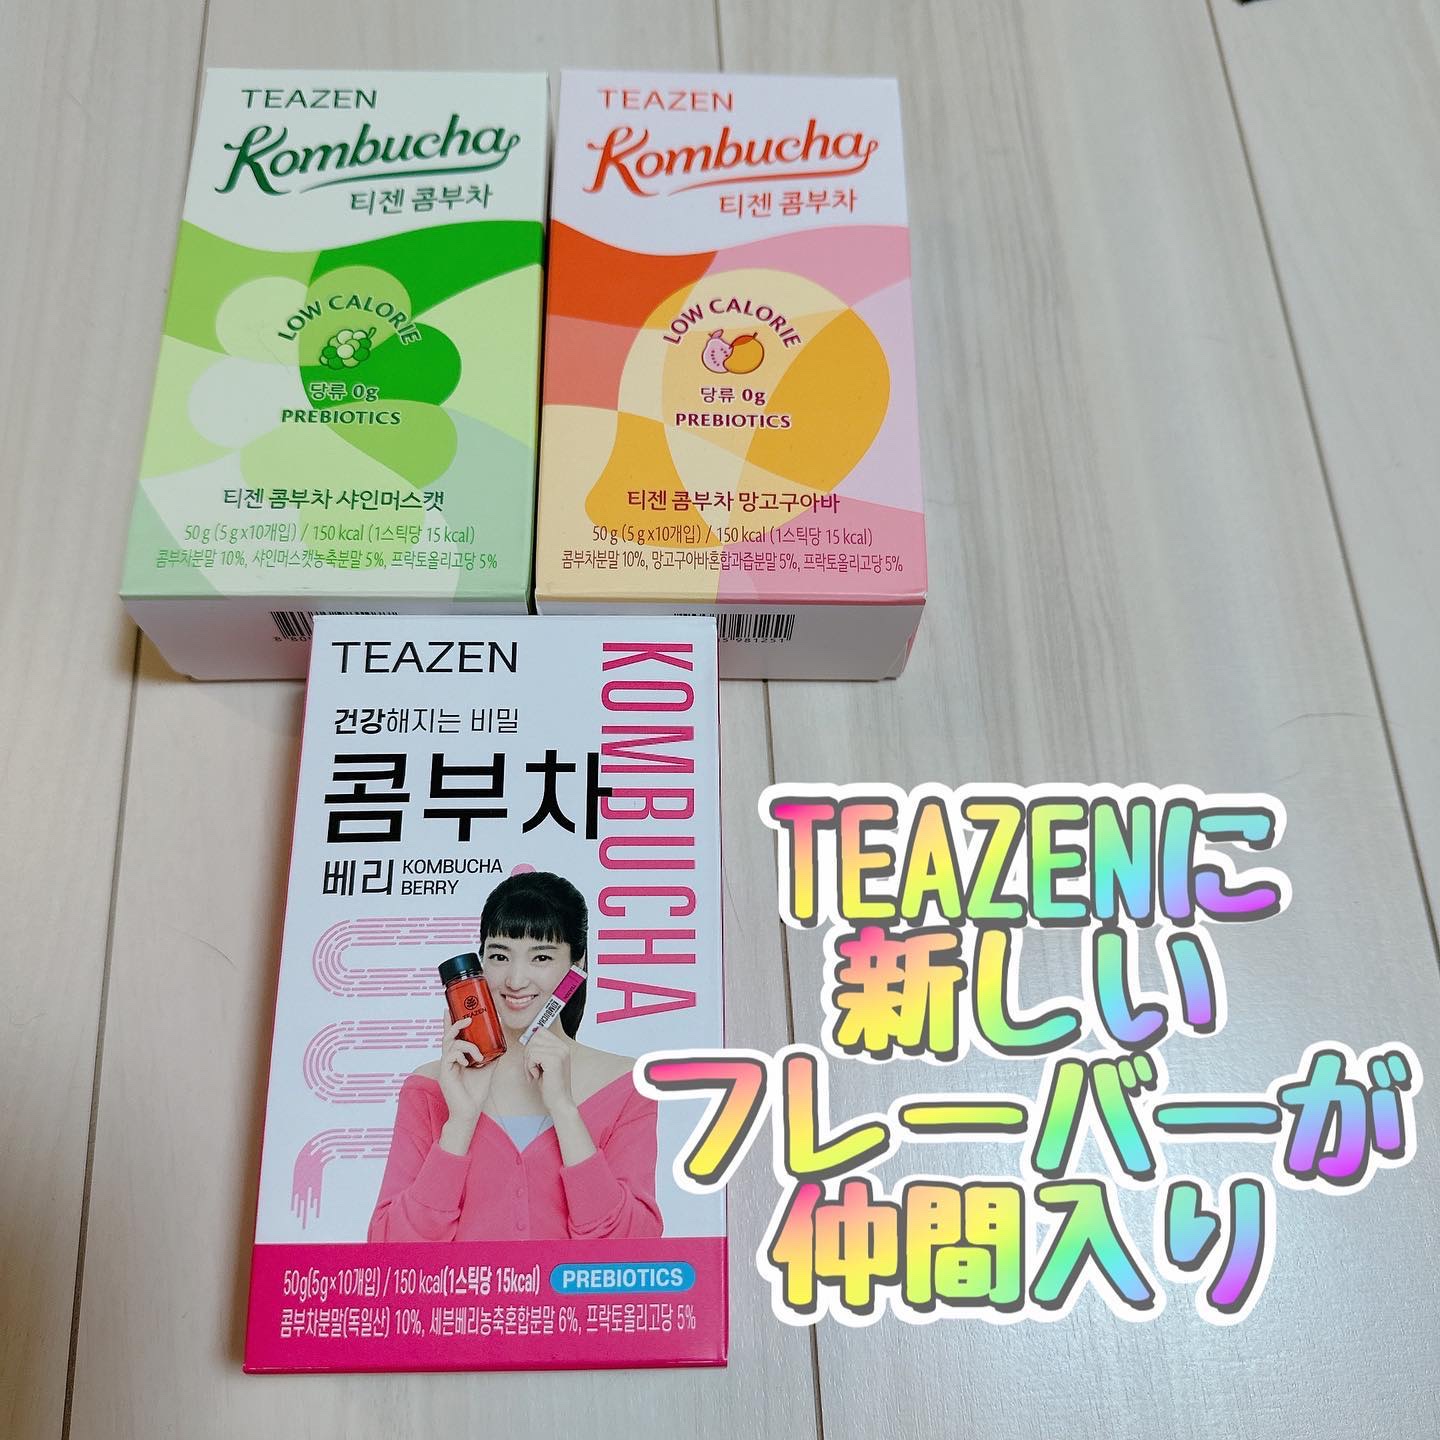 TEAZEN
Kombucha
티젠 콤부차
LOW CALORIE
당류 0g
PREBIOTICS
티젠 콤부차 샤인머스캣
50 g (5 g x10개입) / 150 kcal (1스틱당 15 kcal)
콤부차분말 10%, 샤인머스캣농축분말 5%, 프락토올리고당 5%
TEAZEN
Kombucha
티젠 콤부차
LOW CALORIE
당류 0g
PREBIOTICS
티젠 콤부차 망고구아바
50 g (5 g x10개입) / 150 kcal (1스틱당 15 kcal)
콤부차분말 10%, 망고구아바혼합과즙분말 5%, 프락토올리고당 5%
981251
TEAZEN
건강해지는 비밀
콤부차
베리 KOMBUCHA
BERRY
KOMBUCHA
TEAZEN
50g(5g×10개입) / 150 kcal(1스틱당 15kcal) PREBIOTICS
콤부차분말(독일산) 10%, 세븐베리농축혼합분말 6%, 프락토올리고당 5%
TEAZENに
新しい
フレーバーが
仲間入り